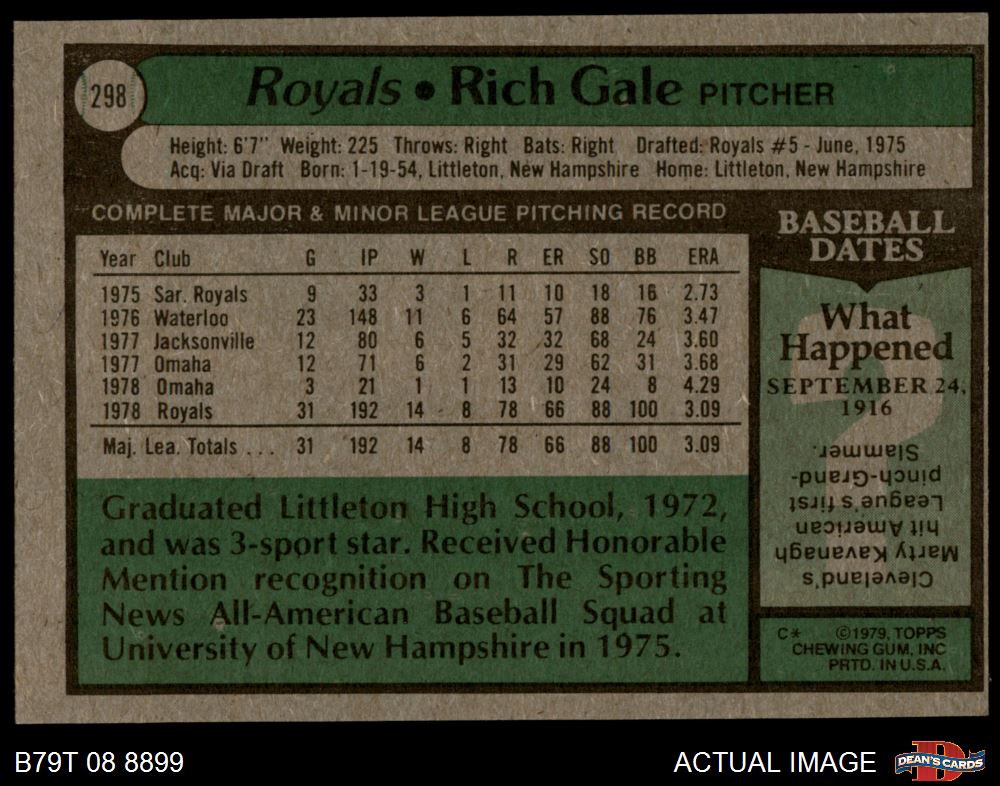 298
Royals • Rich Gale PITCHER
Height: 6'7" Weight: 225 Throws: Right Bats: Right Drafted: Royals #5 - June, 1975
Acq: Via Draft Born: 1-19-54, Littleton, New Hampshire Home: Littleton, New Hampshire
COMPLETE MAJOR & MINOR LEAGUE PITCHING RECORD
Year Club G IP W L R ER SO BB ERA
1975 Sar. Royals 9 33 3 1 11 10 18 16 2.73
1976 Waterloo 23 148 11 6 64 57 88 76 3.47
1977 Jacksonville 12 80 6 5 32 32 68 24 3.60
1977 Omaha 12 71 6 2 31 29 62 31 3.68
1978 Omaha 3 21 1 1 13 10 24 8 4.29
1978 Royals 31 192 14 8 78 66 88 100 3.09
Maj. Lea. Totals ... 31 192 14 8 78 66 88 100 3.09
Graduated Littleton High School, 1972,
and was 3-sport star. Received Honorable
Mention recognition on The Sporting
News All-American Baseball Squad at
University of New Hampshire in 1975.
BASEBALL
DATES
What
Happened
SEPTEMBER 24,
1916
Cleveland's
Marty Kavanagh
hit American
League's first
pinch-Grand-
Slammer.
C* ©1979, TOPPS
CHEWING GUM, INC
PRTD. IN U.S.A.
B79T 08 8899
ACTUAL IMAGE
DEAN'S CARDS